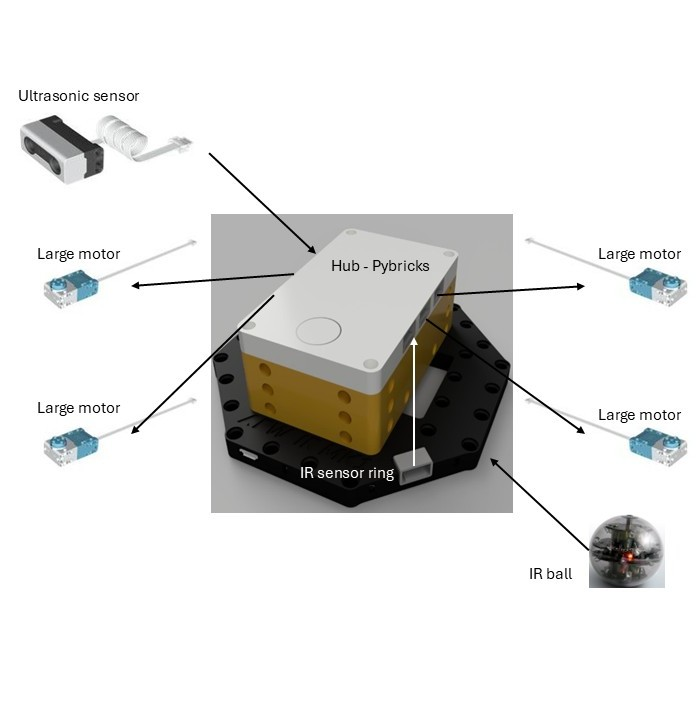 Ultrasonic sensor
Large motor
Large motor
Hub - Pybricks
Large motor
Large motor
IR sensor ring
IR ball